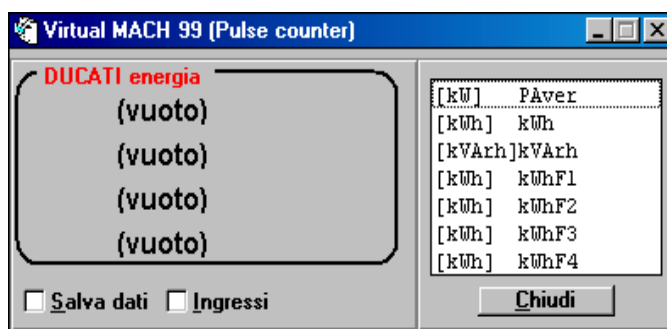 Virtual MACH 99 (Pulse counter)
DUCATI energia
(vuoto)
(vuoto)
(vuoto)
(vuoto)
Salva dati Ingressi
[kW] PAver
[kWh] kWh
[kVArh]kVArh
[kWh] kWhF1
[kWh] kWhF2
[kWh] kWhF3
[kWh] kWhF4
Chiudi